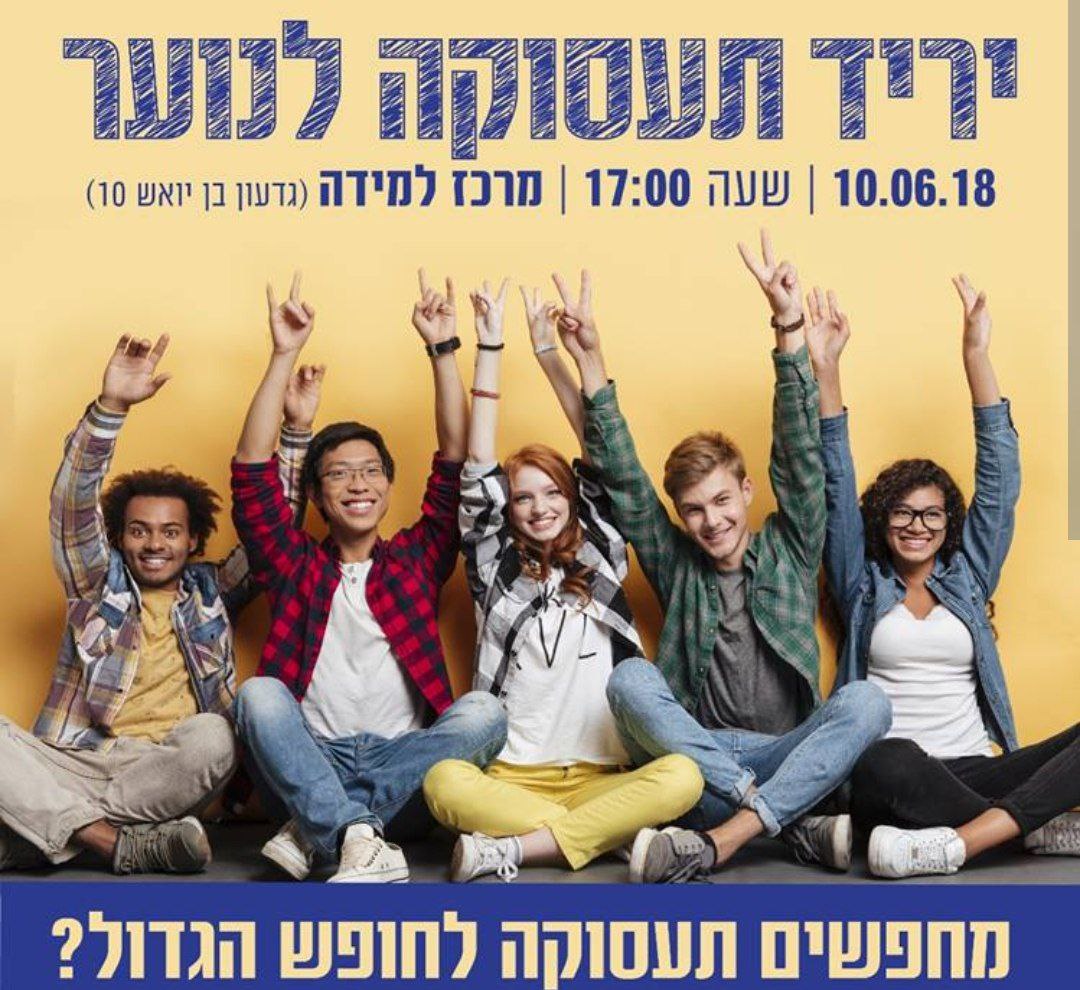 יריד תעסוקה לנוער
10.06.18 | שעה 17:00 | מרכז למידה (גדעון בן יואש 10)
מחפשים תעסוקה לחופש הגדול?